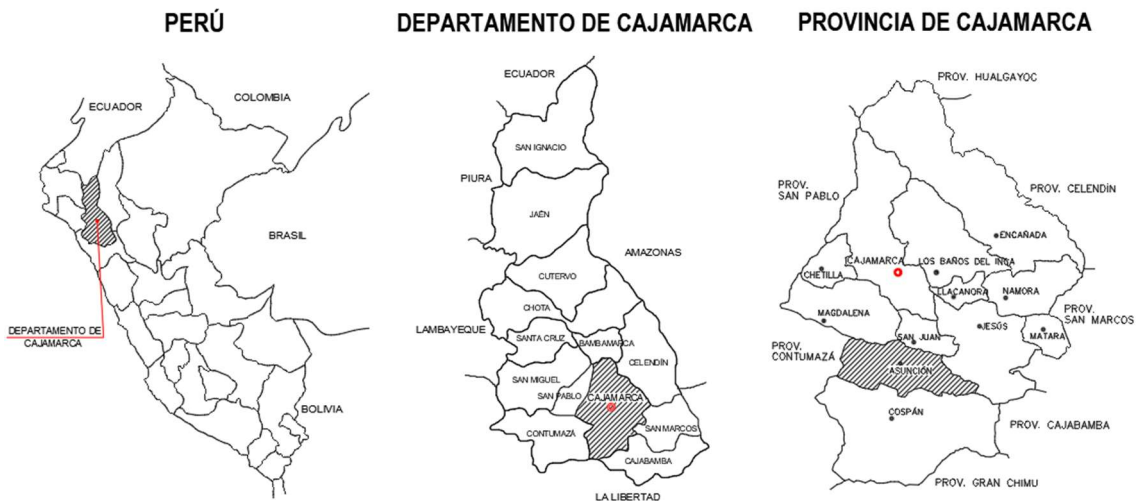 PERÚ
ECUADOR
COLOMBIA
BRASIL
DEPARTAMENTO DE
CAJAMARCA
BOLIVIA
DEPARTAMENTO DE CAJAMARCA
ECUADOR
SAN IGNACIO
PIURA
JAÉN
AMAZONAS
CUTERVO
CHOTA
LAMBAYEQUE
SANTA CRUZ
BAMBAMARCA
CELENDÍN
SAN MIGUEL
SAN PABLO
CAJAMARCA
CONTUMAZÁ
SAN MARCOS
CAJABAMBA
LA LIBERTAD
PROVINCIA DE CAJAMARCA
PROV. HUALGAYOC
PROV.
SAN PABLO
PROV. CELENDÍN
ENCAÑADA
CAJAMARCA
LOS BAÑOS DEL INCA
CHETILLA
LLACANORA
NAMORA
MAGDALENA
PROV.
SAN MARCOS
JESÚS
SAN JUAN
MATARA
PROV.
CONTUMAZÁ
ASUNCIÓN
COSPÁN
PROV. CAJABAMBA
PROV. GRAN CHIMU